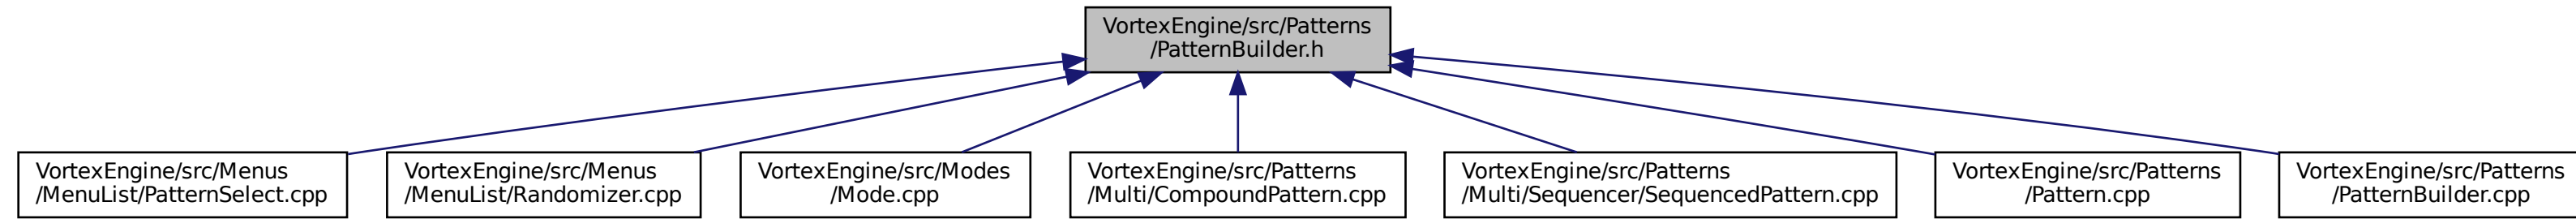 VortexEngine/src/Patterns
/PatternBuilder.h
VortexEngine/src/Menus
/MenuList/PatternSelect.cpp
VortexEngine/src/Menus
/MenuList/Randomizer.cpp
VortexEngine/src/Modes
/Mode.cpp
VortexEngine/src/Patterns
/Multi/CompoundPattern.cpp
VortexEngine/src/Patterns
/Multi/Sequencer/SequencedPattern.cpp
VortexEngine/src/Patterns
/Pattern.cpp
VortexEngine/src/Patterns
/PatternBuilder.cpp